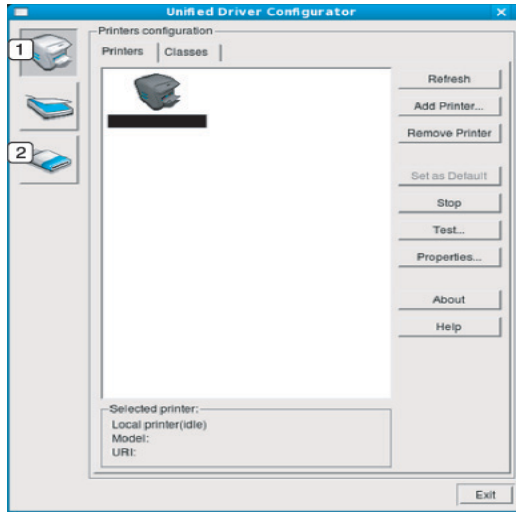 Unified Driver Configurator
1
2
Printers configuration
Printers
Classes
Refresh
Add Printer...
Remove Printer
Set as Default
Stop
Test...
Properties...
About
Help
Selected printer:
Local printer(idle)
Model:
URI:
Exit